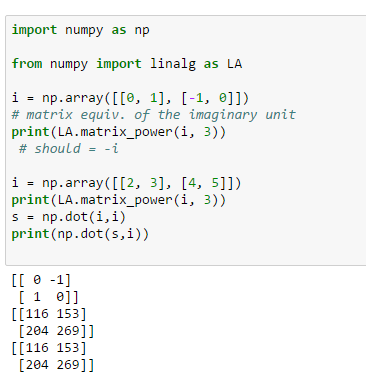 import numpy as np
from numpy import linalg as LA
i = np.array([[0, 1], [-1, 0]])
# matrix equiv. of the imaginary unit
print(LA.matrix_power(i, 3))
# should = -i
i = np.array([[2, 3], [4, 5]])
print(LA.matrix_power(i, 3))
s = np.dot(i,i)
print(np.dot(s,i))
[[ 0 -1]
[ 1  0]]
[[116 153]
[204 269]]
[[116 153]
[204 269]]